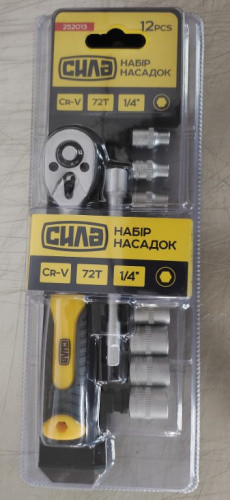 252013
12PCS
СИЛА
НАБІР
НАСАДОК
Cr-V
72T
1/4"
СИЛА
НАБІР
НАСАДОК
Cr-V
72T
1/4"
СИЛА